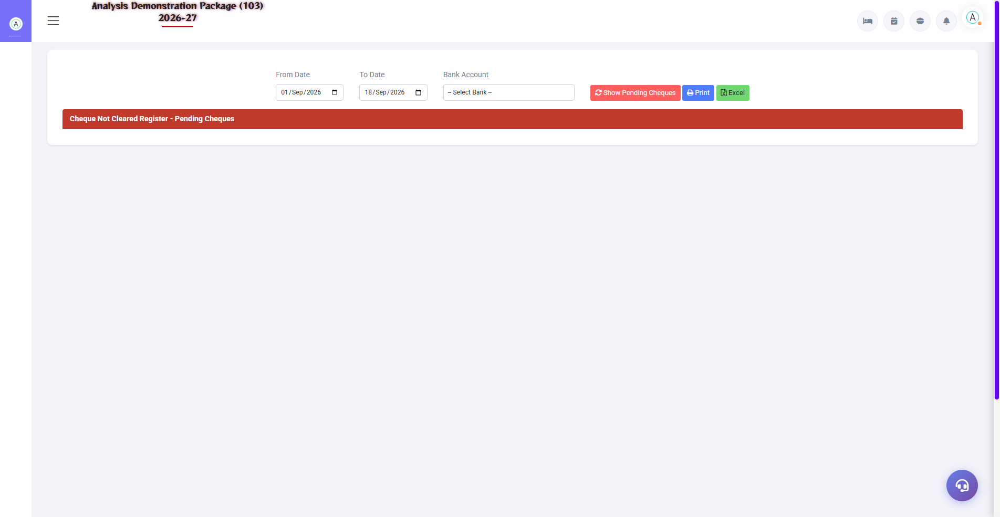 Analysis Demonstration Package (103)
2026-27
A
A
From Date
To Date
Bank Account
01/Sep/2026
18/Sep/2026
-- Select Bank --
Show Pending Cheques
Print
Excel
Cheque Not Cleared Register - Pending Cheques